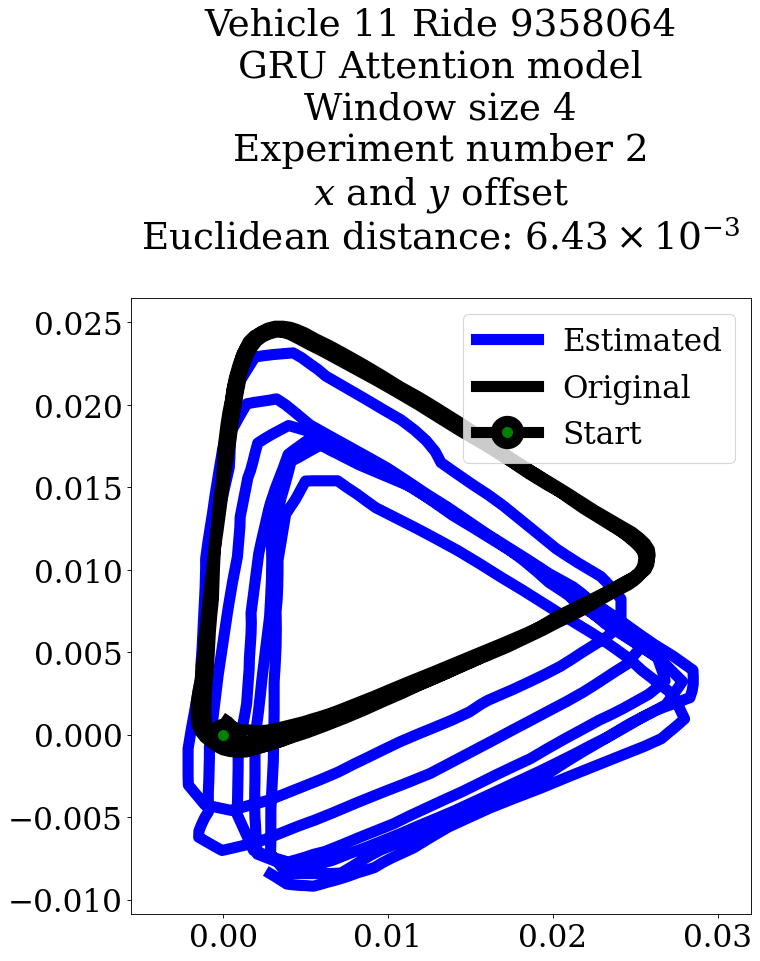 Vehicle 11 Ride 9358064
GRU Attention model
Window size 4
Experiment number 2
x and y offset
Euclidean distance: 6.43 × 10⁻³
Estimated
Original
Start
0.025
0.020
0.015
0.010
0.005
0.000
−0.005
−0.010
0.00 0.01 0.02 0.03